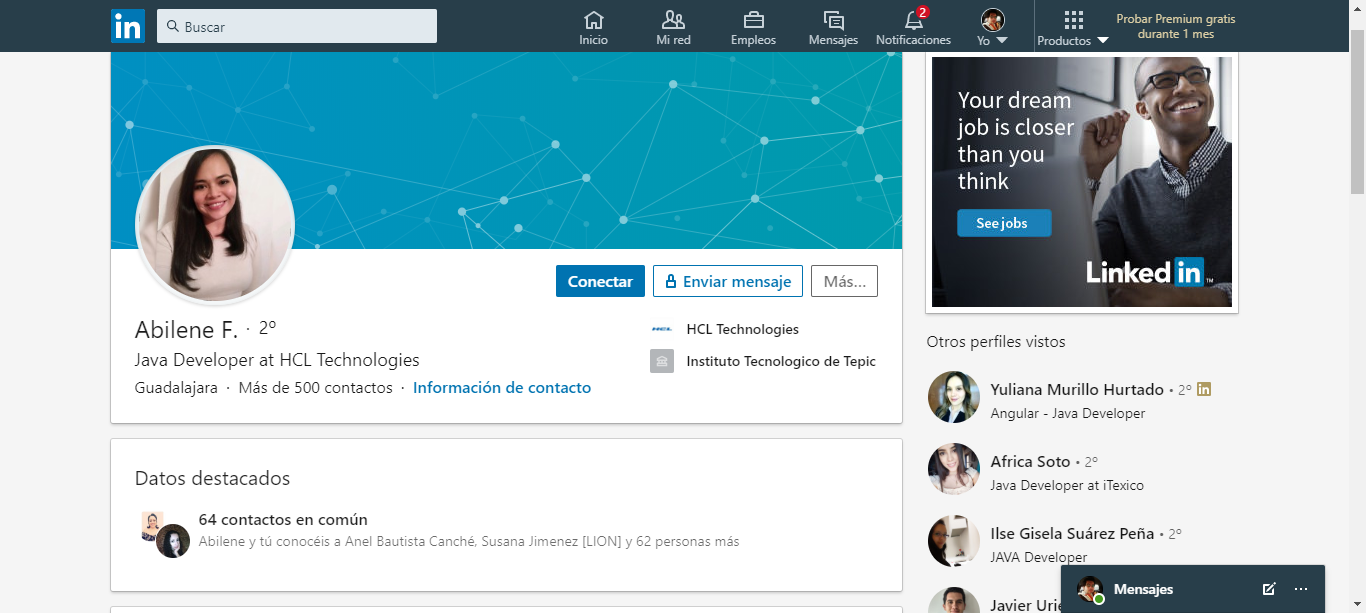 in
Buscar
Inicio
Mi red
Empleos
Mensajes
2
Notificaciones
Yo
Productos
Probar Premium gratis
durante 1 mes
Your dream
job is closer
than you
think
See jobs
Linked in ™
Conectar
Enviar mensaje
Más...
Abilene F. · 2º
Java Developer at HCL Technologies
Guadalajara · Más de 500 contactos · Información de contacto
HCL
HCL Technologies
Instituto Tecnologico de Tepic
Datos destacados
64 contactos en común
Abilene y tú conocéis a Anel Bautista Canché, Susana Jimenez [LION] y 62 personas más
Otros perfiles vistos
Yuliana Murillo Hurtado • 2º in
Angular - Java Developer
Africa Soto • 2º
Java Developer at iTexico
Ilse Gisela Suárez Peña • 2º
JAVA Developer
Javier
Mensajes